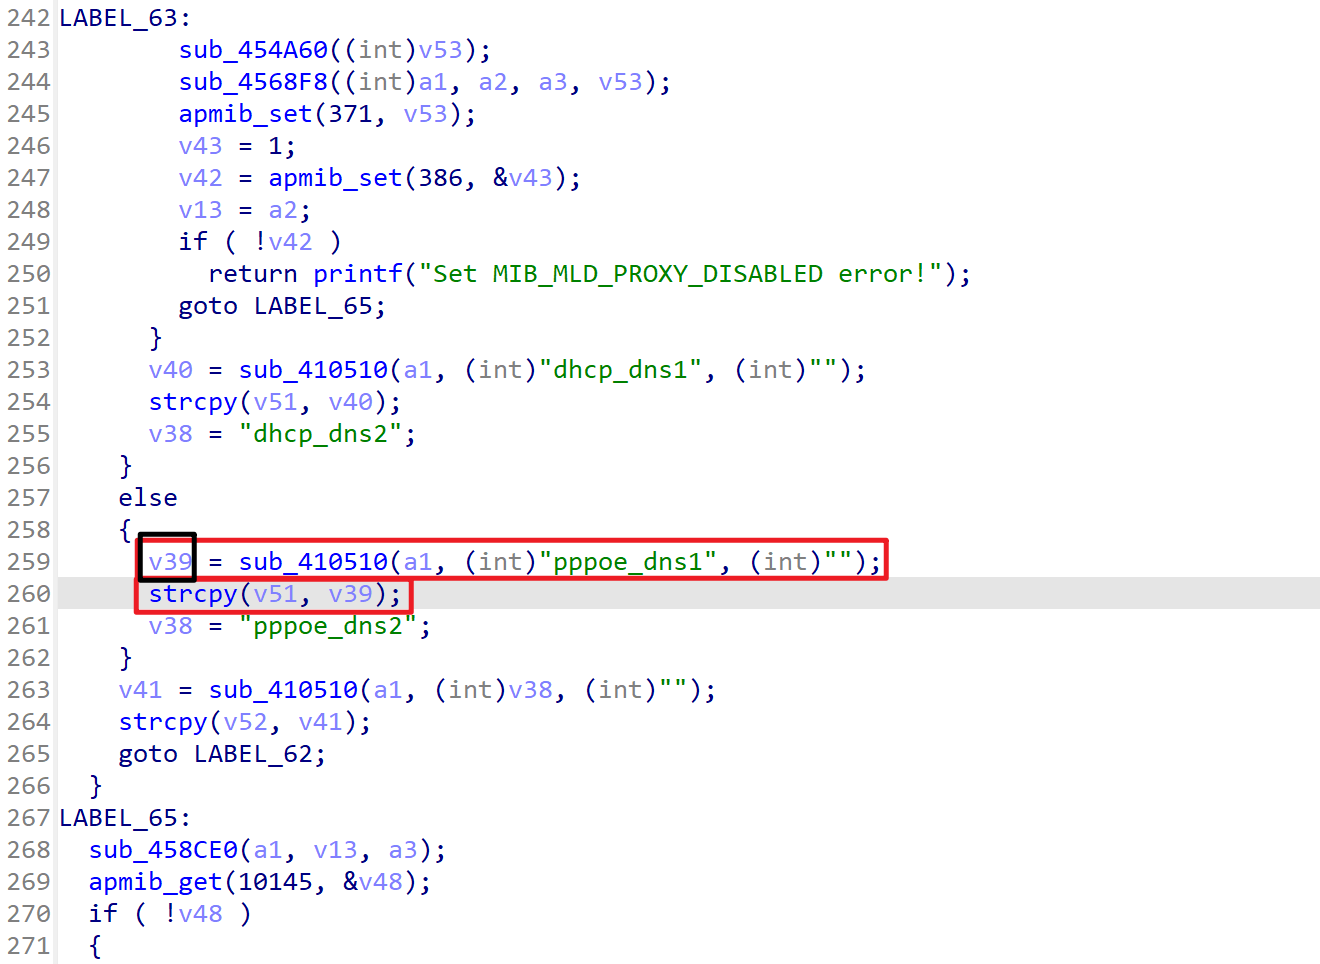 242 LABEL_63:
243 sub_454A60((int)v53);
244 sub_4568F8((int)a1, a2, a3, v53);
245 apmib_set(371, v53);
246 v43 = 1;
247 v42 = apmib_set(386, &v43);
248 v13 = a2;
249 if ( !v42 )
250 return printf("Set MIB_MLD_PROXY_DISABLED error!");
251 goto LABEL_65;
252 }
253 v40 = sub_410510(a1, (int)"dhcp_dns1", (int)"");
254 strcpy(v51, v40);
255 v38 = "dhcp_dns2";
256 }
257 else
258 {
259 v39 = sub_410510(a1, (int)"pppoe_dns1", (int)"");
260 strcpy(v51, v39);
261 v38 = "pppoe_dns2";
262 }
263 v41 = sub_410510(a1, (int)v38, (int)"");
264 strcpy(v52, v41);
265 goto LABEL_62;
266 }
267 LABEL_65:
268 sub_458CE0(a1, v13, a3);
269 apmib_get(10145, &v48);
270 if ( !v48 )
271 {